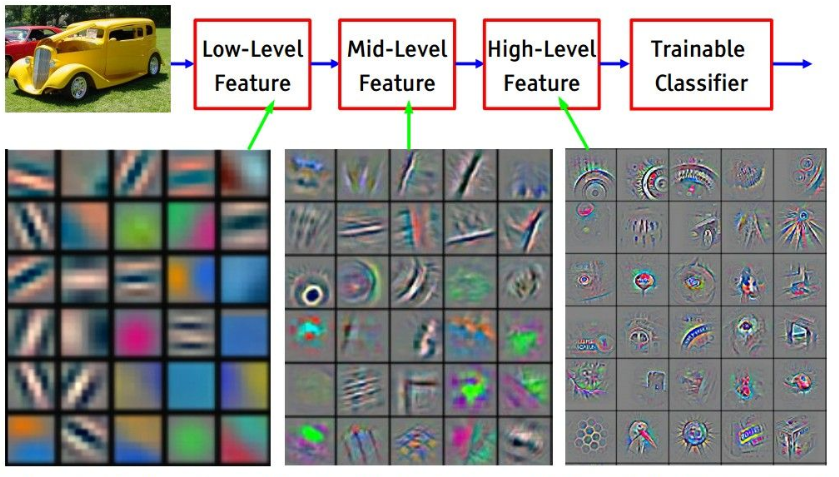 Low-Level
Feature
Mid-Level
Feature
High-Level
Feature
Trainable
Classifier